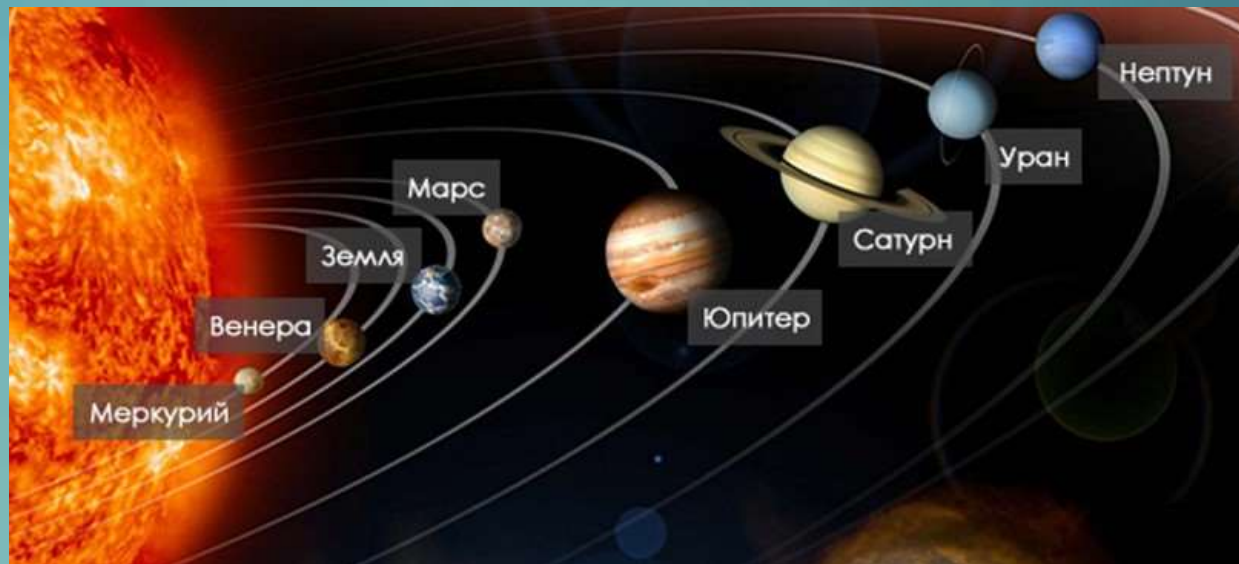 Меркурий
Венера
Земля
Марс
Юпитер
Сатурн
Уран
Нептун